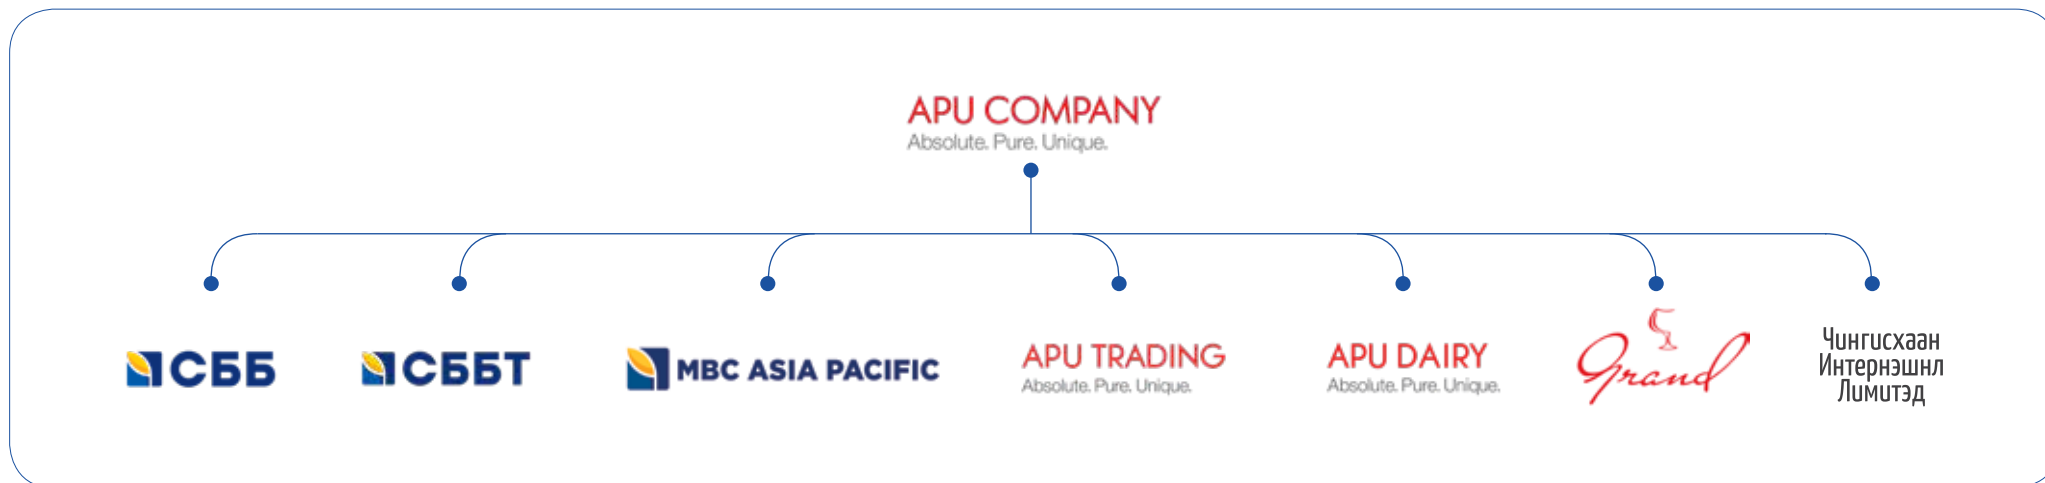 APU COMPANY
Absolute. Pure. Unique.
СББ
СББТ
MBC ASIA PACIFIC
APU TRADING
Absolute. Pure. Unique.
APU DAIRY
Absolute. Pure. Unique.
Grand
Чингисхаан
Интернэшнл
Лимитэд